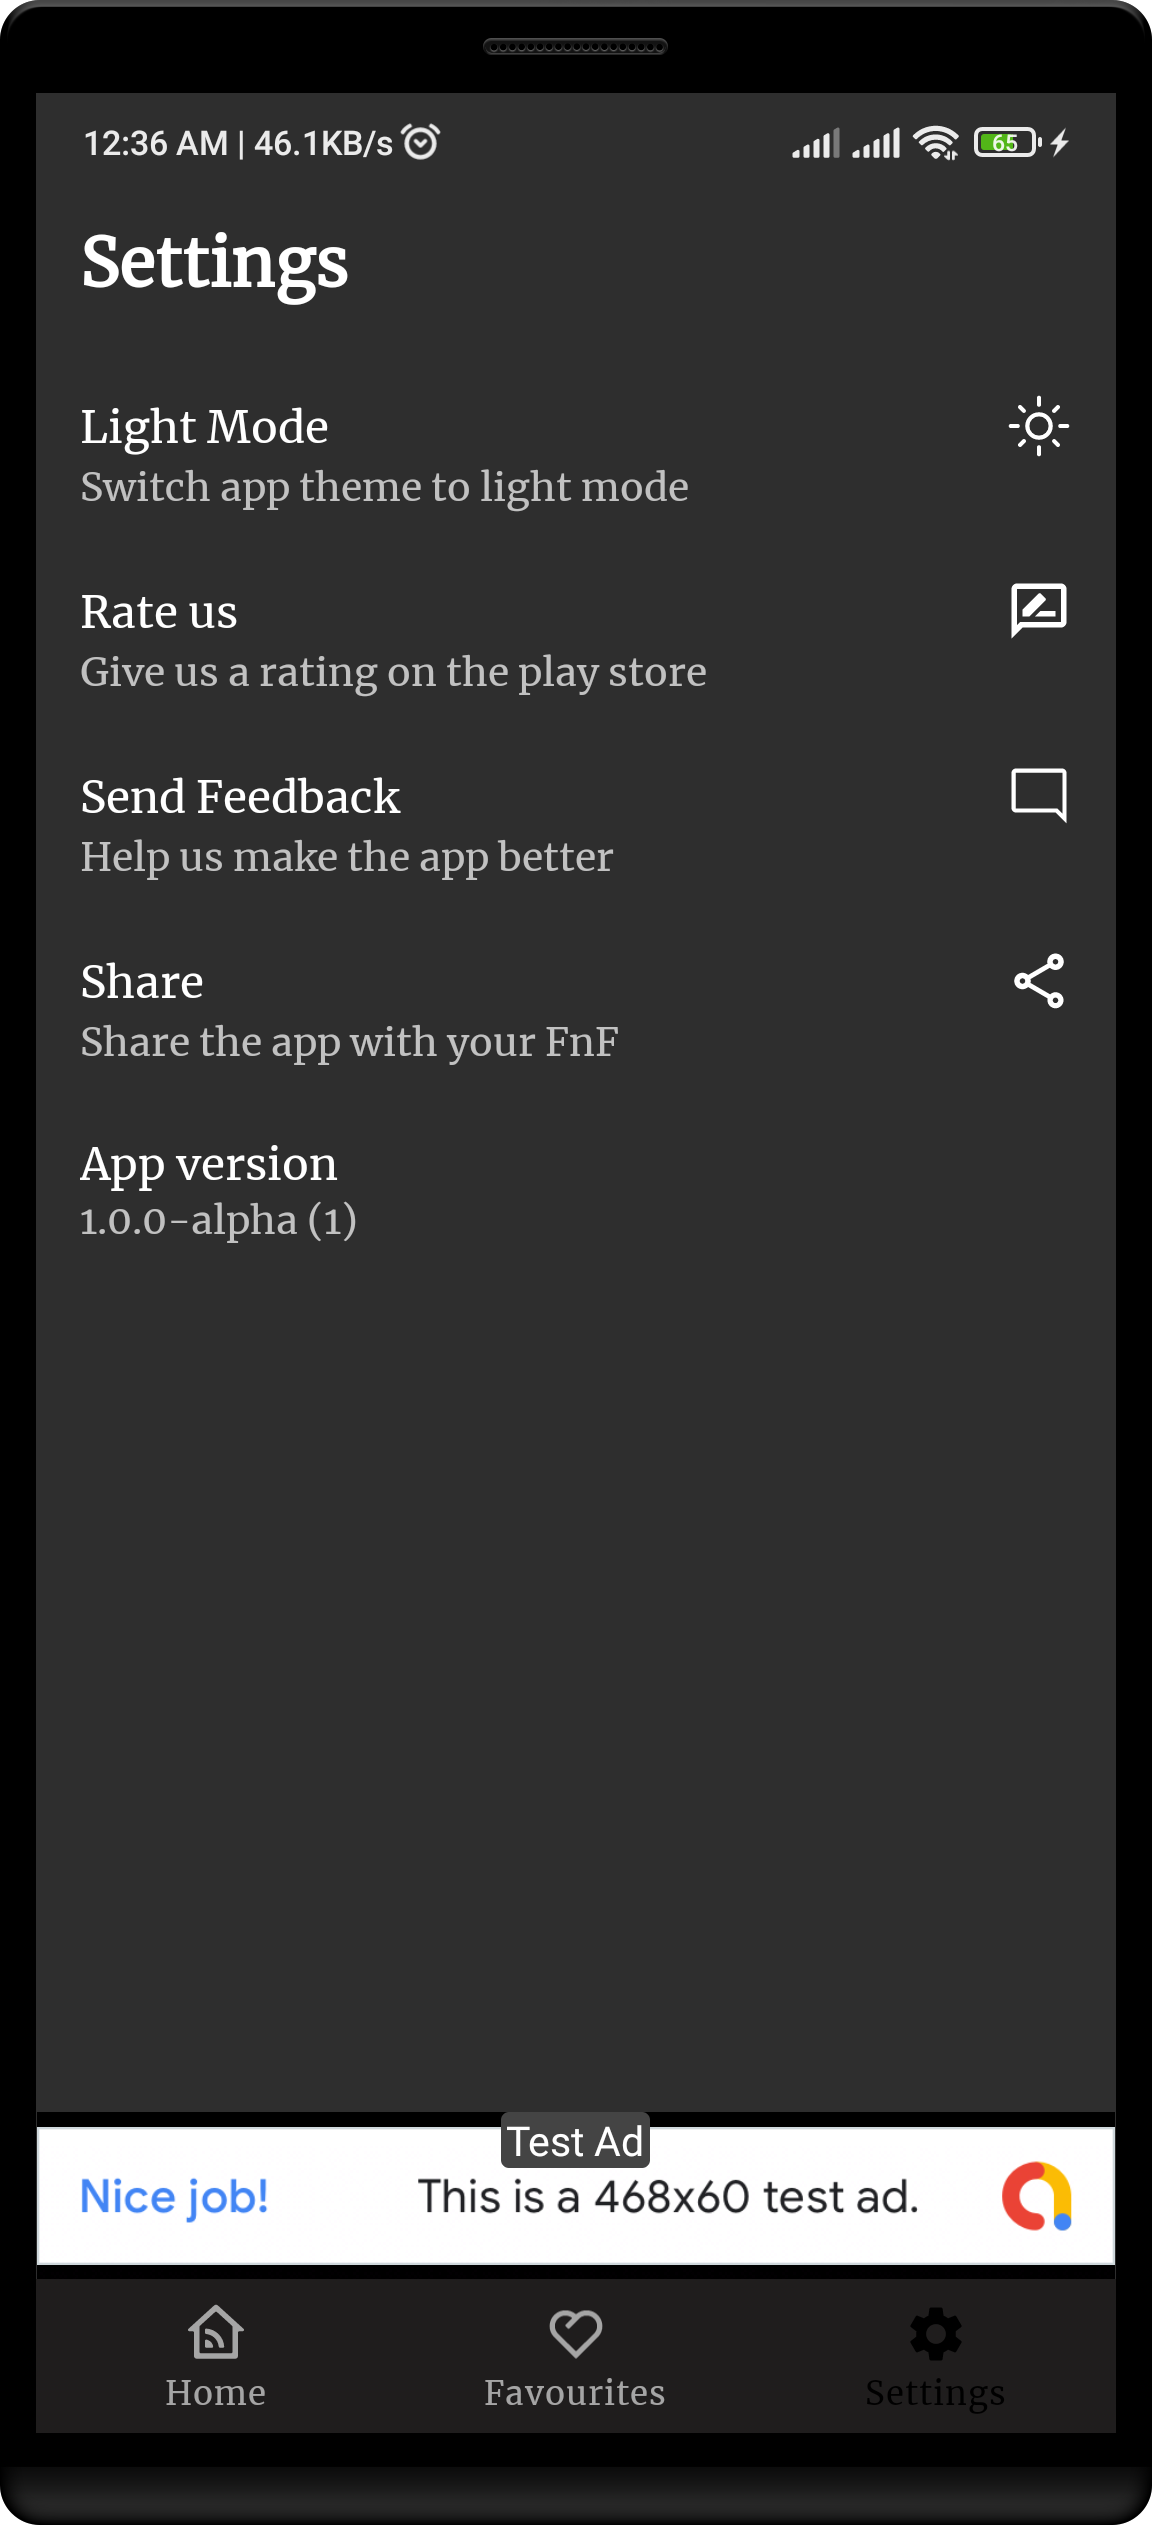 12:36 AM | 46.1KB/s
65
Settings
Light Mode
Switch app theme to light mode
Rate us
Give us a rating on the play store
Send Feedback
Help us make the app better
Share
Share the app with your FnF
App version
1.0.0-alpha (1)
Test Ad
Nice job! This is a 468x60 test ad.
Home Favourites Settings